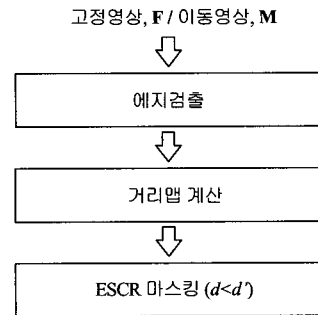 고정영상, F / 이동영상, M
에지검출
거리맵 계산
ESCR 마스킹 (d<d')